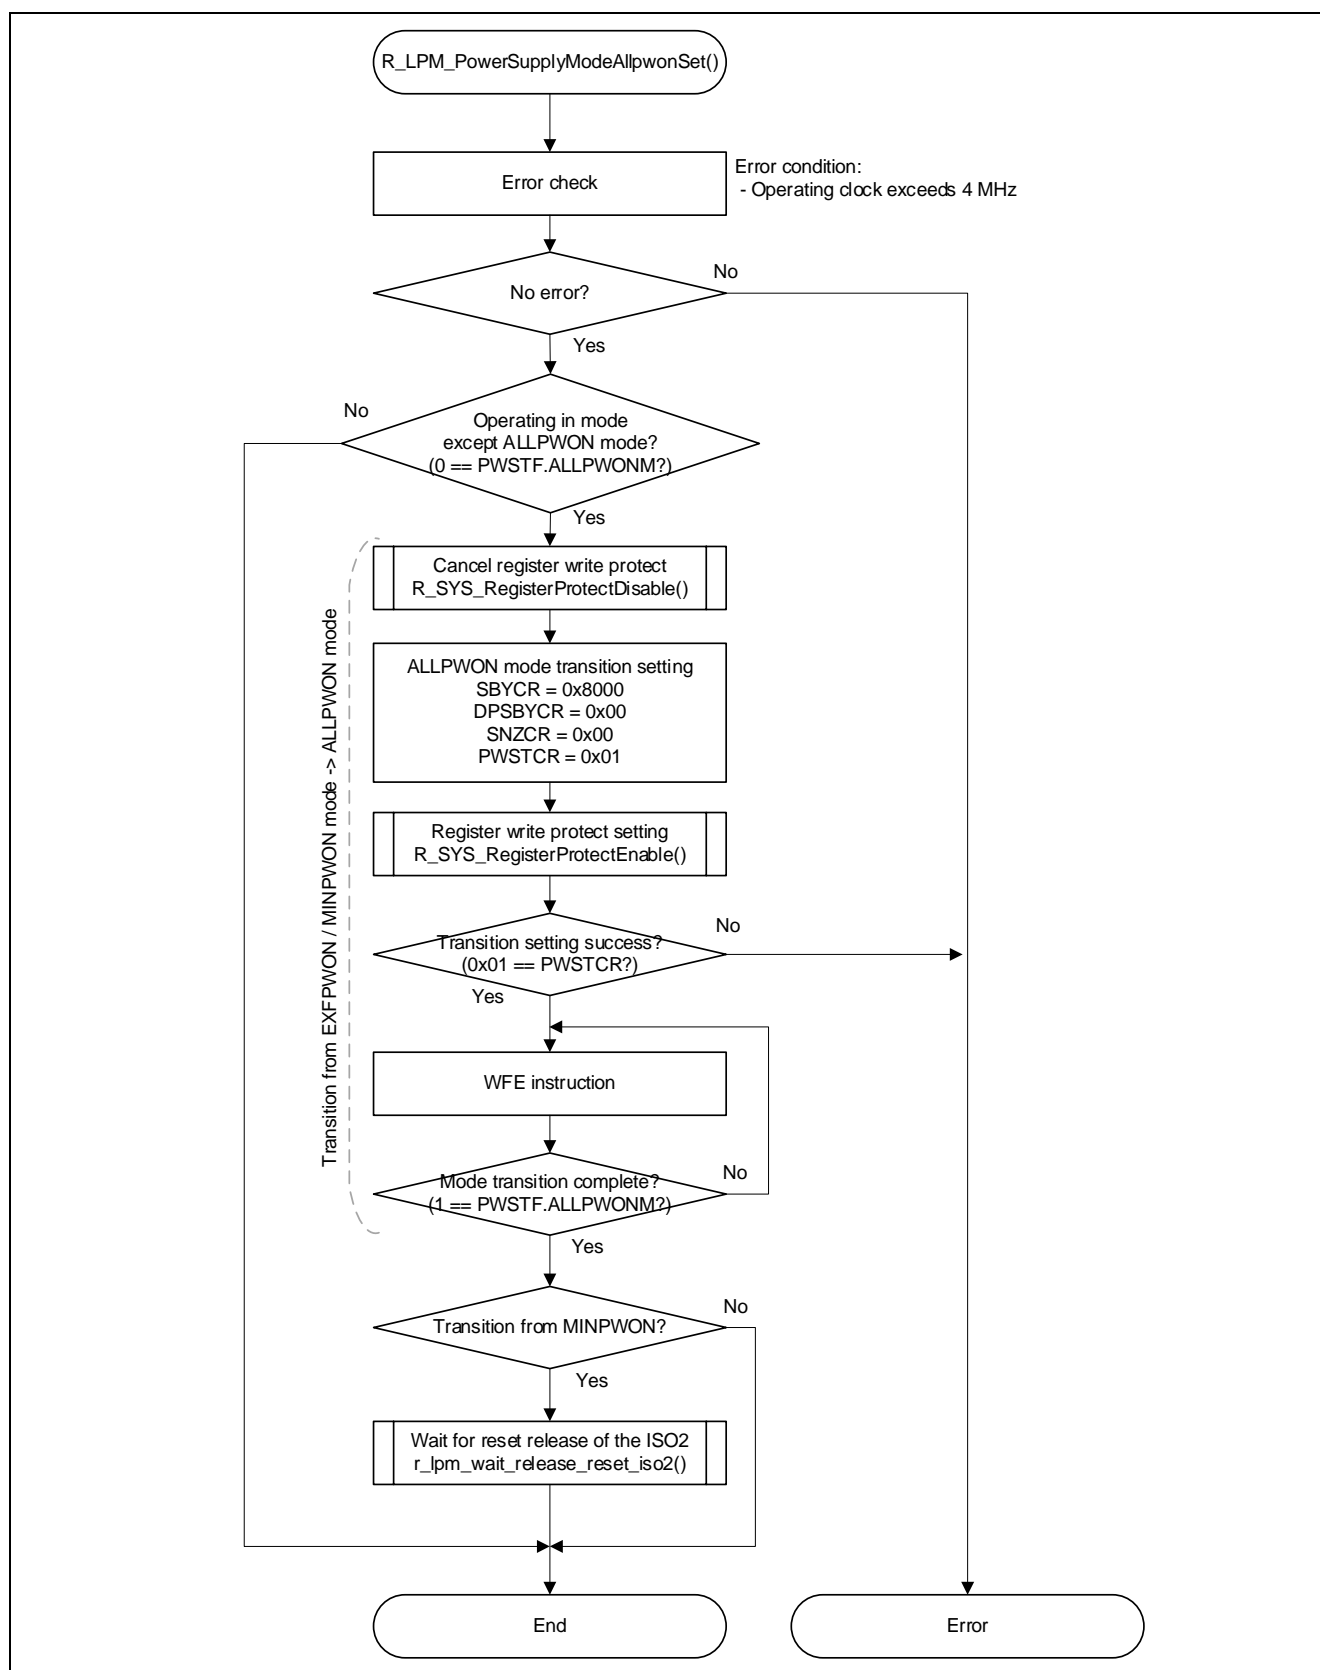 R_LPM_PowerSupplyModeAllpwonSet()
Error check
Error condition:
- Operating clock exceeds 4 MHz
No error?
No
Yes
Operating in mode
except ALLPWON mode?
(0 == PWSTF.ALLPWONM?)
No
Yes
Transition from EXFPWON / MINPWON mode -> ALLPWON mode
Cancel register write protect
R_SYS_RegisterProtectDisable()
ALLPWON mode transition setting
SBYCR = 0x8000
DPSBYCR = 0x00
SNZCR = 0x00
PWSTCR = 0x01
Register write protect setting
R_SYS_RegisterProtectEnable()
Transition setting success?
(0x01 == PWSTCR?)
No
Yes
WFE instruction
Mode transition complete?
(1 == PWSTF.ALLPWONM?)
No
Yes
Transition from MINPWON?
No
Yes
Wait for reset release of the ISO2
r_lpm_wait_release_reset_iso2()
End
Error